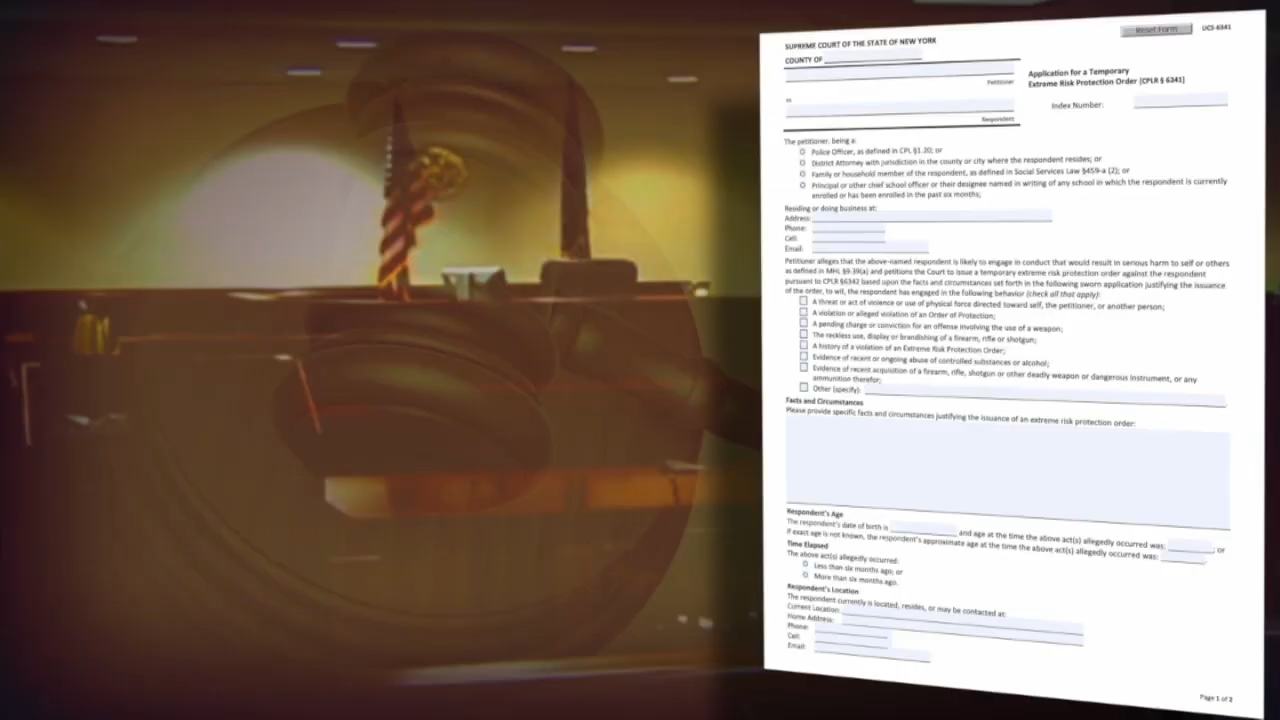 Reset Form
UCS-6341
SUPREME COURT OF THE STATE OF NEW YORK
COUNTY OF
Petitioner
Application for a Temporary
Extreme Risk Protection Order [CPLR § 6341]
Index Number:
Respondent
The petitioner, being a:
Police Officer, as defined in CPL §1.20; or
District Attorney with jurisdiction in the county or city where the respondent resides; or
Family or household member of the respondent, as defined in Social Services Law §459-a (2); or
Principal or other chief school officer or their designee named in writing of any school in which the respondent is currently
enrolled or has been enrolled in the past six months;
Residing or doing business at:
Address:
Phone:
Cell:
Email:
Petitioner alleges that the above-named respondent is likely to engage in conduct that would result in serious harm to self or others
as defined in MHL §9.39(a) and petitions the Court to issue a temporary extreme risk protection order against the respondent
pursuant to CPLR §6342 based upon the facts and circumstances set forth in the following sworn application justifying the issuance
of the order, to wit, the respondent has engaged in the following behavior (check all that apply):
A threat or act of violence or use of physical force directed toward self, the petitioner, or another person;
A violation or alleged violation of an Order of Protection;
A pending charge or conviction for an offense involving the use of a weapon;
The reckless use, display or brandishing of a firearm, rifle or shotgun;
A history of a violation of an Extreme Risk Protection Order;
Evidence of recent or ongoing abuse of controlled substances or alcohol;
Evidence of recent acquisition of a firearm, rifle, shotgun or other deadly weapon or dangerous instrument, or any
ammunition therefor;
Other (specify):
Facts and Circumstances
Please provide specific facts and circumstances justifying the issuance of an extreme risk protection order:
Respondent's Age
The respondent's date of birth is and age at the time the above act(s) allegedly occurred was: ; or
if exact age is not known, the respondent's approximate age at the time the above act(s) allegedly occurred was:
Time Elapsed
The above act(s) allegedly occurred:
Less than six months ago; or
More than six months ago.
Respondent's Location
The respondent currently is located, resides, or may be contacted at:
Current Location:
Home Address:
Phone:
Cell:
Email:
Page 1 of 2